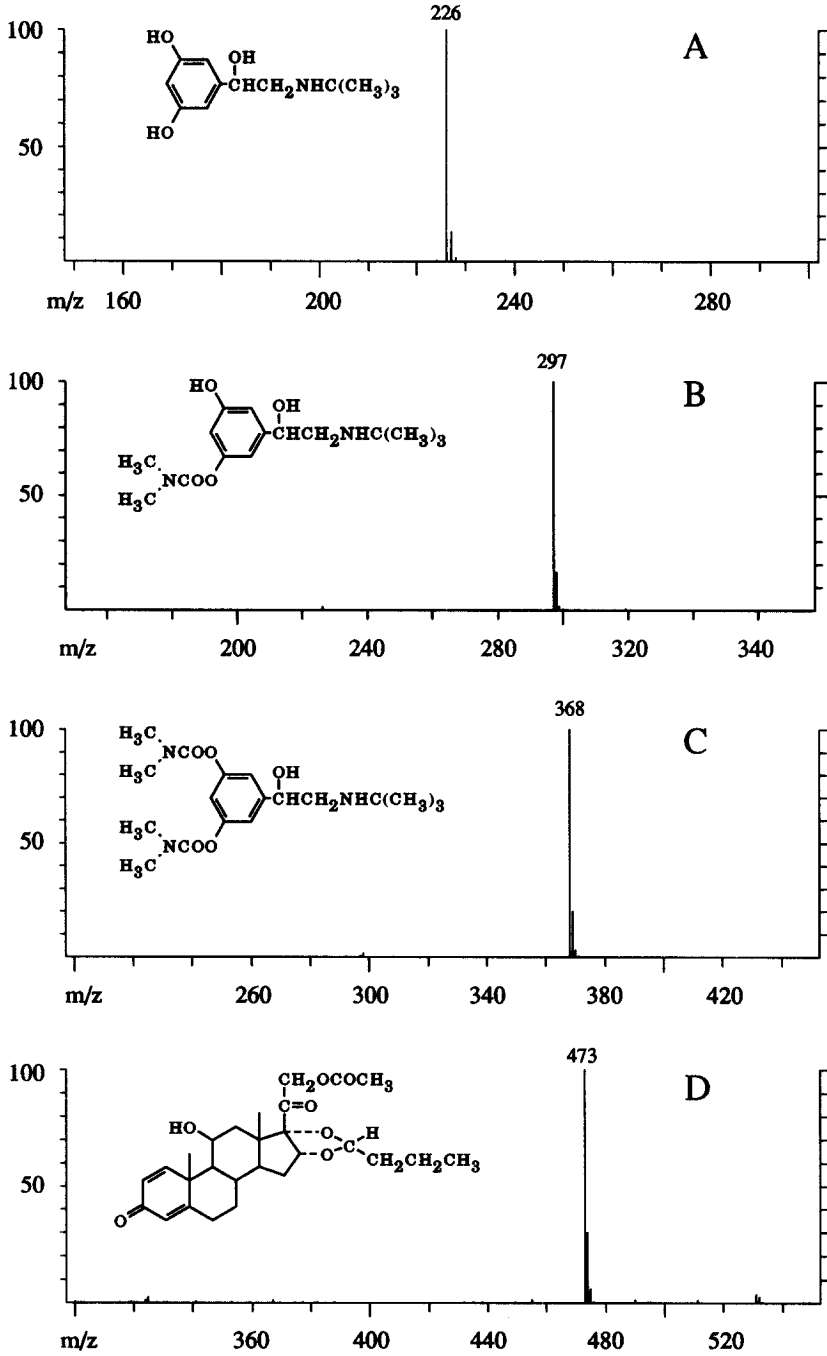 226
100
A
HO
OH
CHCH₂NHC(CH₃)₃
HO
50
m/z 160 200 240 280
297
100
B
HO
OH
CHCH₂NHC(CH₃)₃
H₃C
NCOO
H₃C
50
m/z 200 240 280 320 340
368
100
C
H₃C
NCOO
H₃C
OH
CHCH₂NHC(CH₃)₃
H₃C
NCOO
H₃C
50
m/z 260 300 340 380 420
473
100
D
CH₂OCOCH₃
C=O
HO
O
C
H
O
CH₂CH₂CH₃
50
O
m/z 360 400 440 480 520